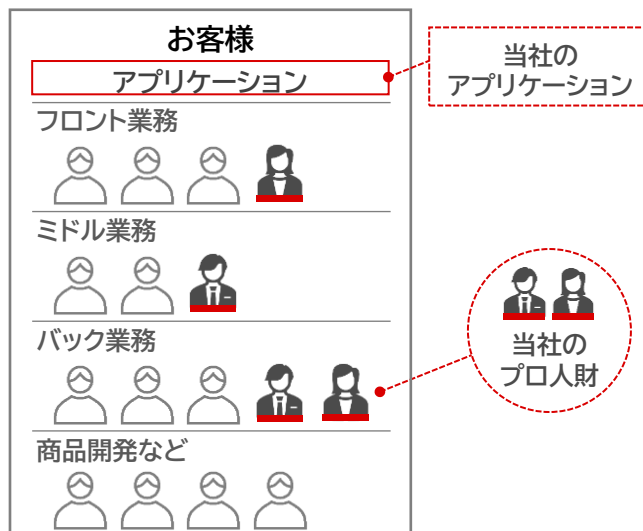 お客様
アプリケーション
当社の
アプリケーション
フロント業務
ミドル業務
バック業務
当社の
プロ人財
商品開発など